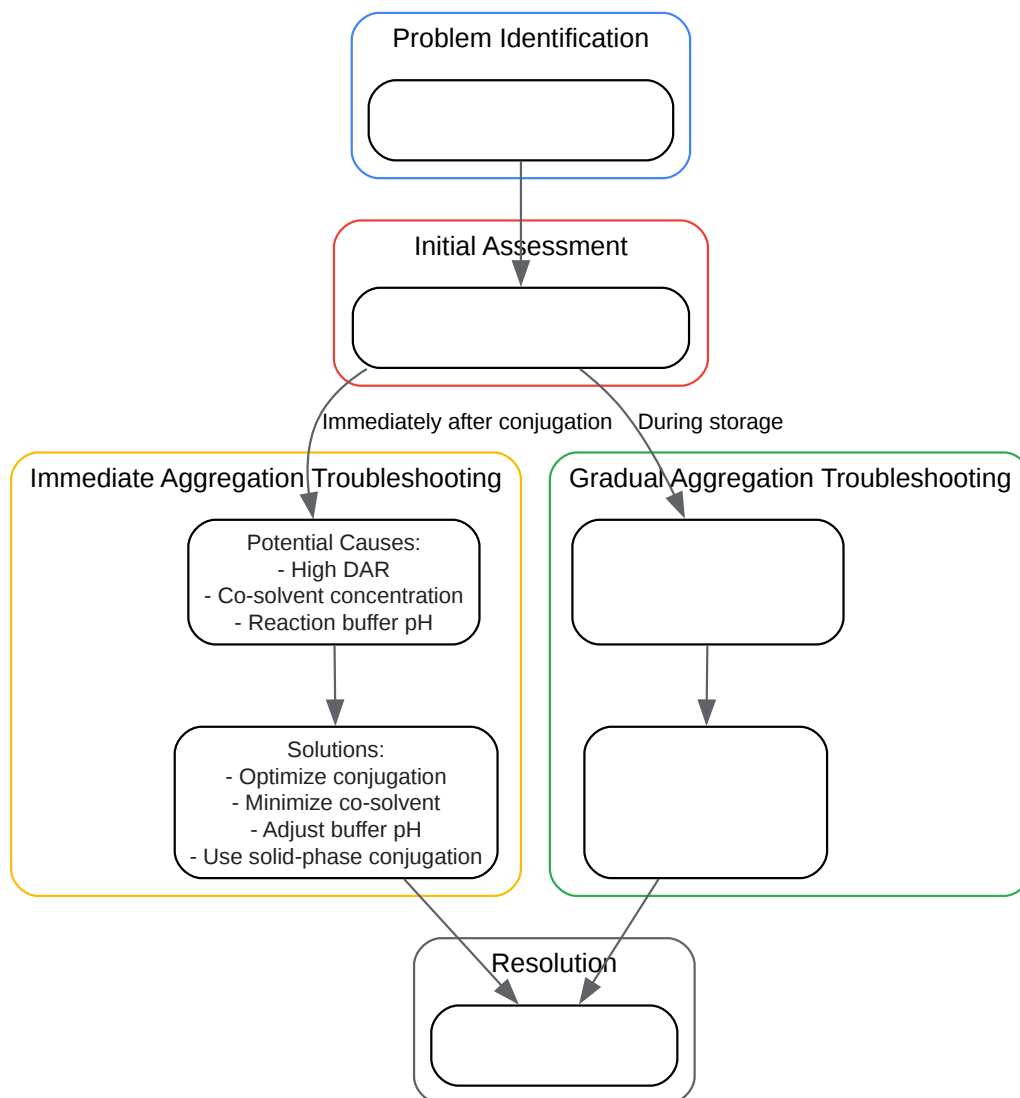 Problem Identification
Initial Assessment
Immediately after conjugation
During storage
Immediate Aggregation Troubleshooting
Potential Causes:
- High DAR
- Co-solvent concentration
- Reaction buffer pH
Solutions:
- Optimize conjugation
- Minimize co-solvent
- Adjust buffer pH
- Use solid-phase conjugation
Gradual Aggregation Troubleshooting
Resolution